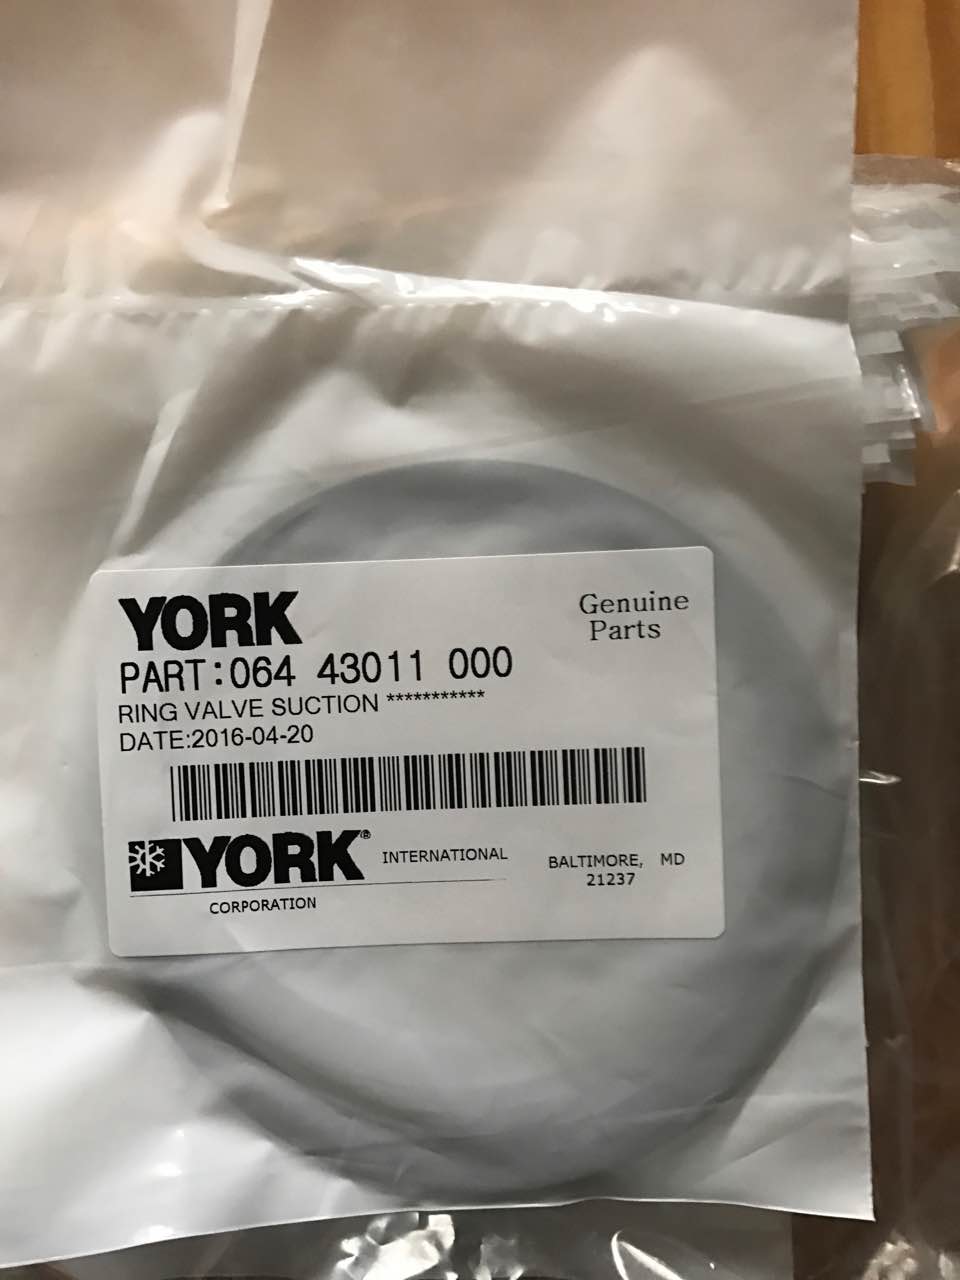 YORK
Genuine
Parts
PART:064 43011 000
RING VALVE SUCTION ***********
DATE:2016-04-20
YORK® INTERNATIONAL
CORPORATION
BALTIMORE, MD
21237